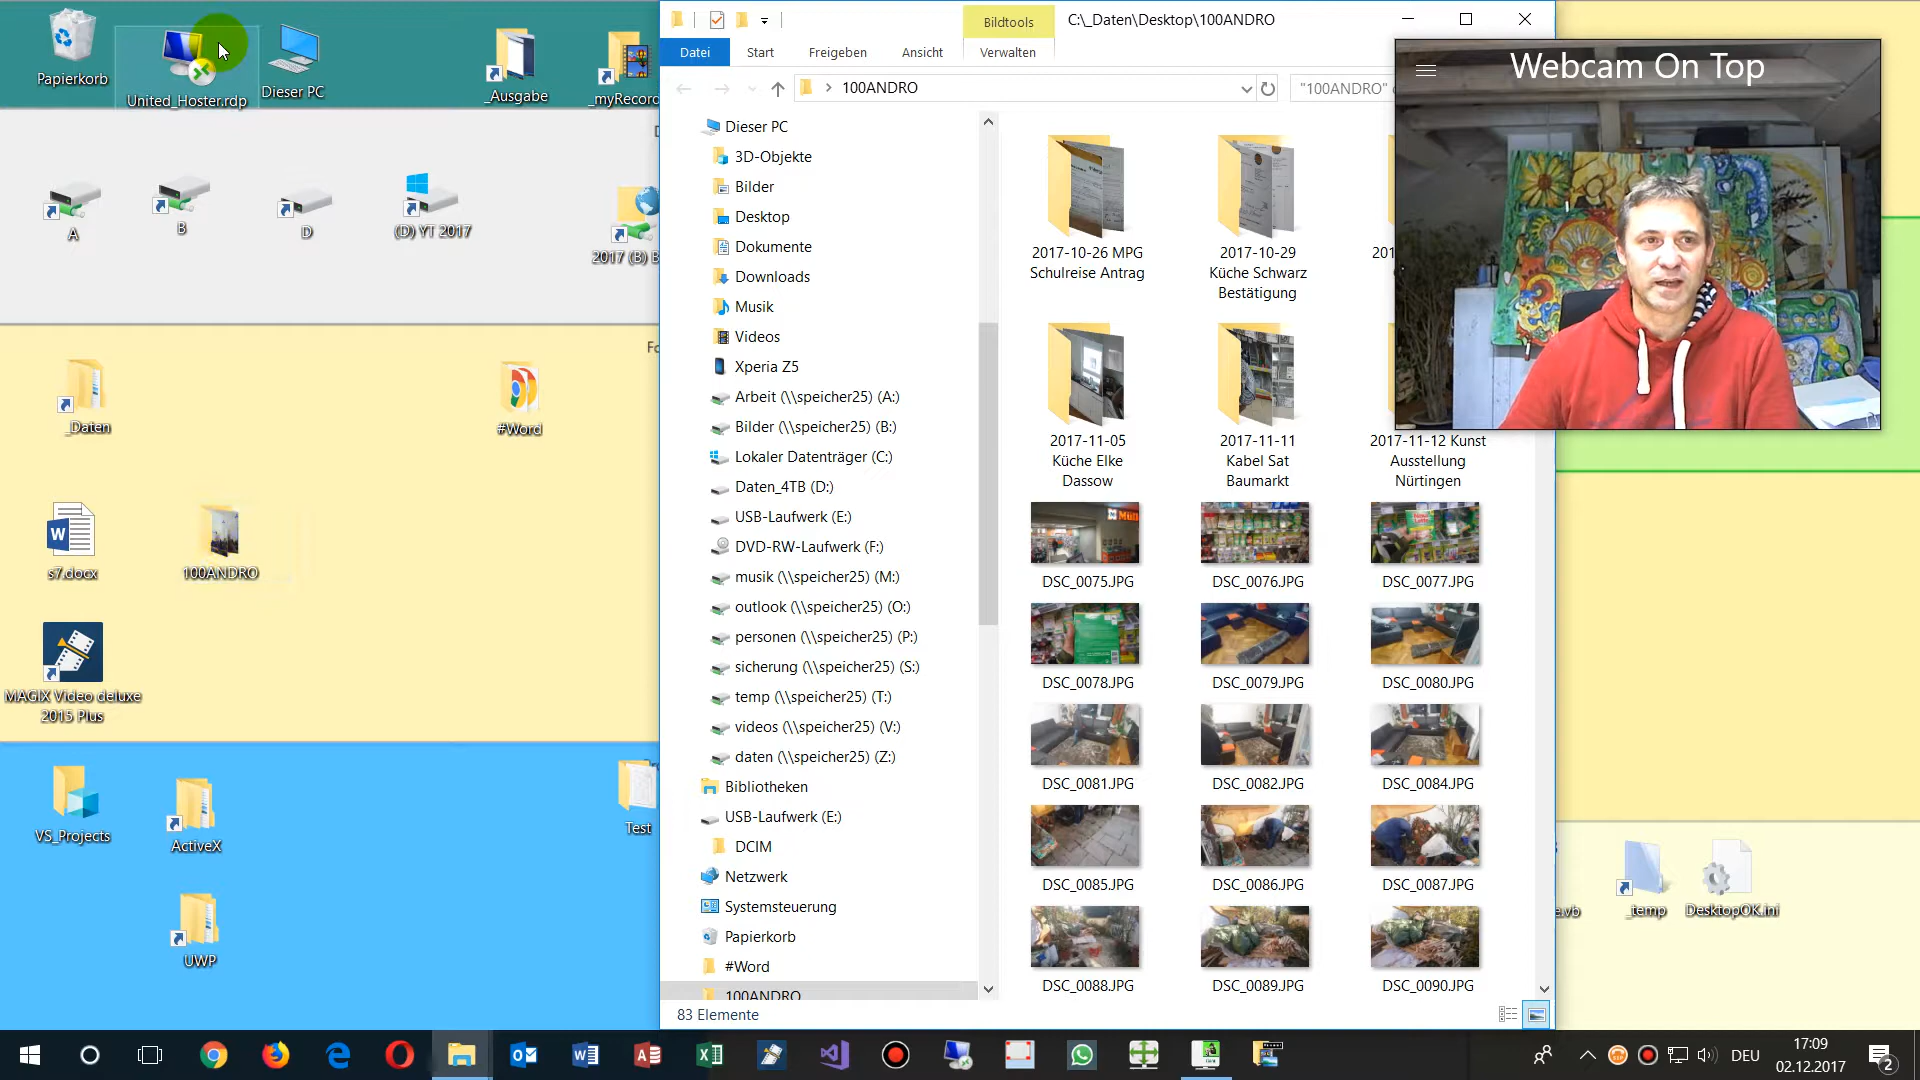 Papierkorb
United_Hoster.rdp
Dieser PC
_Ausgabe
_myRecord
A
B
D
(D) YT 2017
2017 (B) B
Fo
_Daten
#Word
s7.docx
100ANDRO
MAGIX Video deluxe
2015 Plus
VS_Projects
ActiveX
Test
UWP
Bildtools
C:\_Daten\Desktop\100ANDRO
Datei
Start
Freigeben
Ansicht
Verwalten
100ANDRO
"100ANDRO"
Dieser PC
3D-Objekte
Bilder
Desktop
Dokumente
Downloads
Musik
Videos
Xperia Z5
Arbeit (\\speicher25) (A:)
Bilder (\\speicher25) (B:)
Lokaler Datenträger (C:)
Daten_4TB (D:)
USB-Laufwerk (E:)
DVD-RW-Laufwerk (F:)
musik (\\speicher25) (M:)
outlook (\\speicher25) (O:)
personen (\\speicher25) (P:)
sicherung (\\speicher25) (S:)
temp (\\speicher25) (T:)
videos (\\speicher25) (V:)
daten (\\speicher25) (Z:)
Bibliotheken
USB-Laufwerk (E:)
DCIM
Netzwerk
Systemsteuerung
Papierkorb
#Word
100ANDRO
83 Elemente
2017-10-26 MPG
Schulreise Antrag
2017-10-29
Küche Schwarz
Bestätigung
201
2017-11-05
Küche Elke
Dassow
2017-11-11
Kabel Sat
Baumarkt
2017-11-12 Kunst
Ausstellung
Nürtingen
DSC_0075.JPG
DSC_0076.JPG
DSC_0077.JPG
DSC_0078.JPG
DSC_0079.JPG
DSC_0080.JPG
DSC_0081.JPG
DSC_0082.JPG
DSC_0084.JPG
DSC_0085.JPG
DSC_0086.JPG
DSC_0087.JPG
DSC_0088.JPG
DSC_0089.JPG
DSC_0090.JPG
Webcam On Top
e.vb
_temp
DesktopOK.ini
DEU
17:09
02.12.2017
2